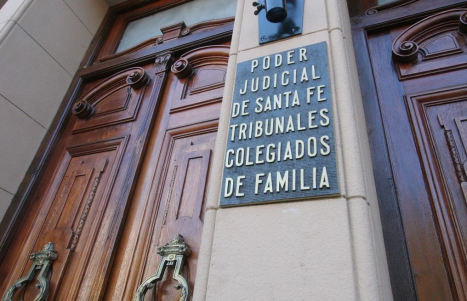 PODER
JUDICIAL
DE SANTA FE
TRIBUNALES
COLEGIADOS
DE FAMILIA